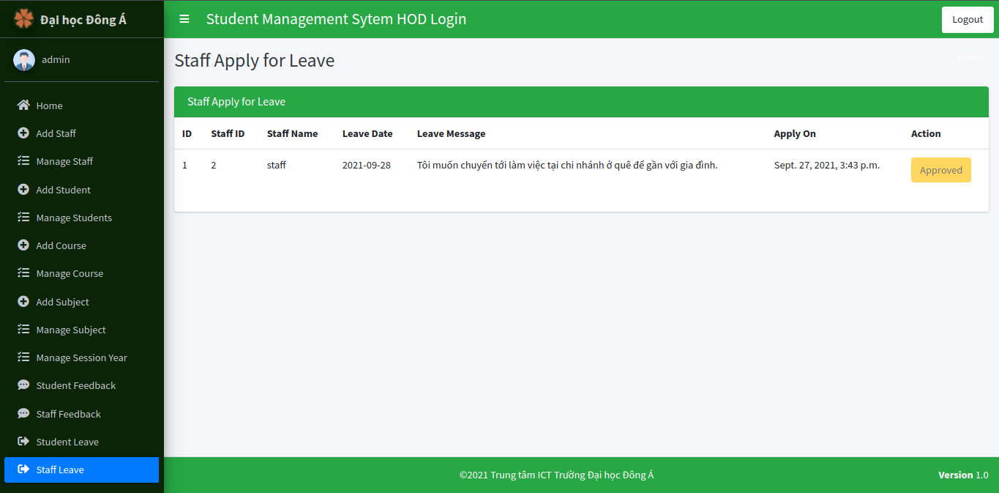 Đại học Đông Á
Student Management Sytem HOD Login
Logout
admin
Home
Add Staff
Manage Staff
Add Student
Manage Students
Add Course
Manage Course
Add Subject
Manage Subject
Manage Session Year
Student Feedback
Staff Feedback
Student Leave
Staff Leave
Staff Apply for Leave
Home
Staff Apply for Leave
ID Staff ID Staff Name Leave Date Leave Message Apply On Action
1 2 staff 2021-09-28 Tôi muốn chuyển tới làm việc tại chi nhánh ở quê để gần với gia đình. Sept. 27, 2021, 3:43 p.m. Approved
©2021 Trung tâm ICT Trường Đại học Đông Á
Version 1.0